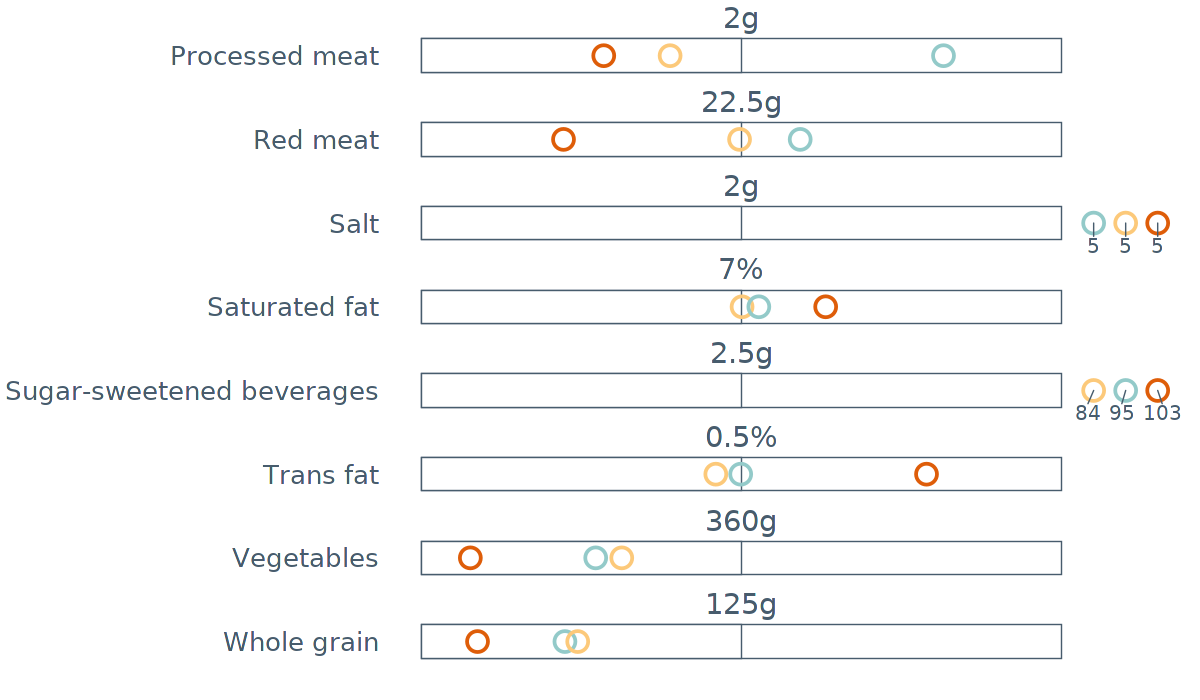 2g
Processed meat
22.5g
Red meat
2g
Salt
5 5 5
7%
Saturated fat
2.5g
Sugar-sweetened beverages
84 95 103
0.5%
Trans fat
360g
Vegetables
125g
Whole grain